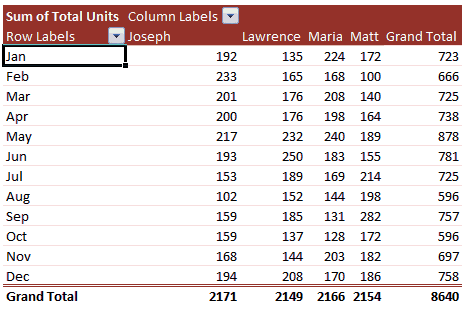 Sum of Total Units Column Labels
Row Labels Joseph Lawrence Maria Matt Grand Total
Jan 192 135 224 172 723
Feb 233 165 168 100 666
Mar 201 176 208 140 725
Apr 200 176 198 164 738
May 217 232 240 189 878
Jun 193 250 183 155 781
Jul 153 189 169 214 725
Aug 102 152 144 198 596
Sep 159 185 131 282 757
Oct 159 137 128 172 596
Nov 168 144 203 182 697
Dec 194 208 170 186 758
Grand Total 2171 2149 2166 2154 8640